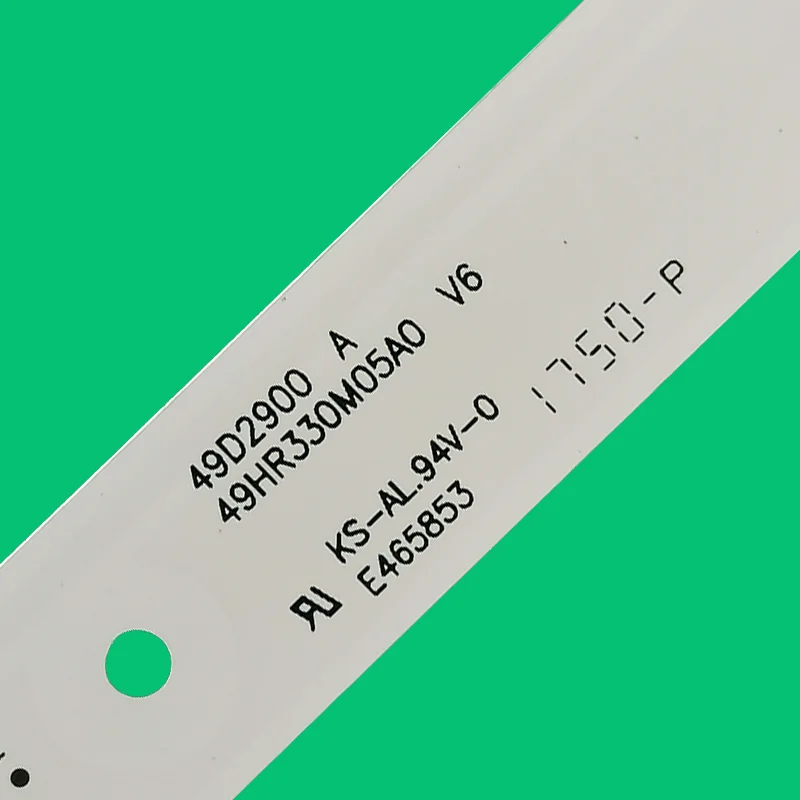 49D2900 A
49HR330M05A0 V6
KS-AL.94V-0
E465853
1750-P